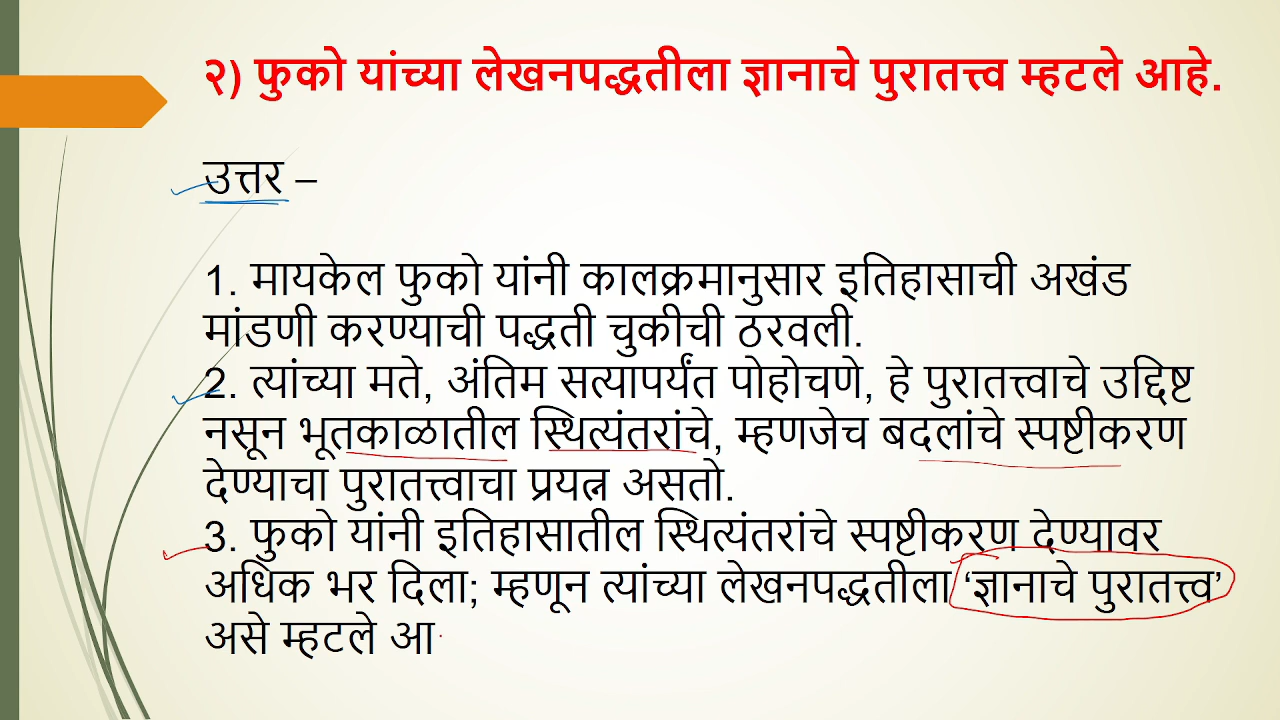 २) फुको यांच्या लेखनपद्धतीला ज्ञानाचे पुरातत्त्व म्हटले आहे.
उत्तर –
1. मायकेल फुको यांनी कालक्रमानुसार इतिहासाची अखंड
मांडणी करण्याची पद्धती चुकीची ठरवली.
2. त्यांच्या मते, अंतिम सत्यापर्यंत पोहोचणे, हे पुरातत्त्वाचे उद्दिष्ट
नसून भूतकाळातील स्थित्यंतरांचे, म्हणजेच बदलांचे स्पष्टीकरण
देण्याचा पुरातत्त्वाचा प्रयत्न असतो.
3. फुको यांनी इतिहासातील स्थित्यंतरांचे स्पष्टीकरण देण्यावर
अधिक भर दिला; म्हणून त्यांच्या लेखनपद्धतीला ‘ज्ञानाचे पुरातत्त्व’
असे म्हटले आ